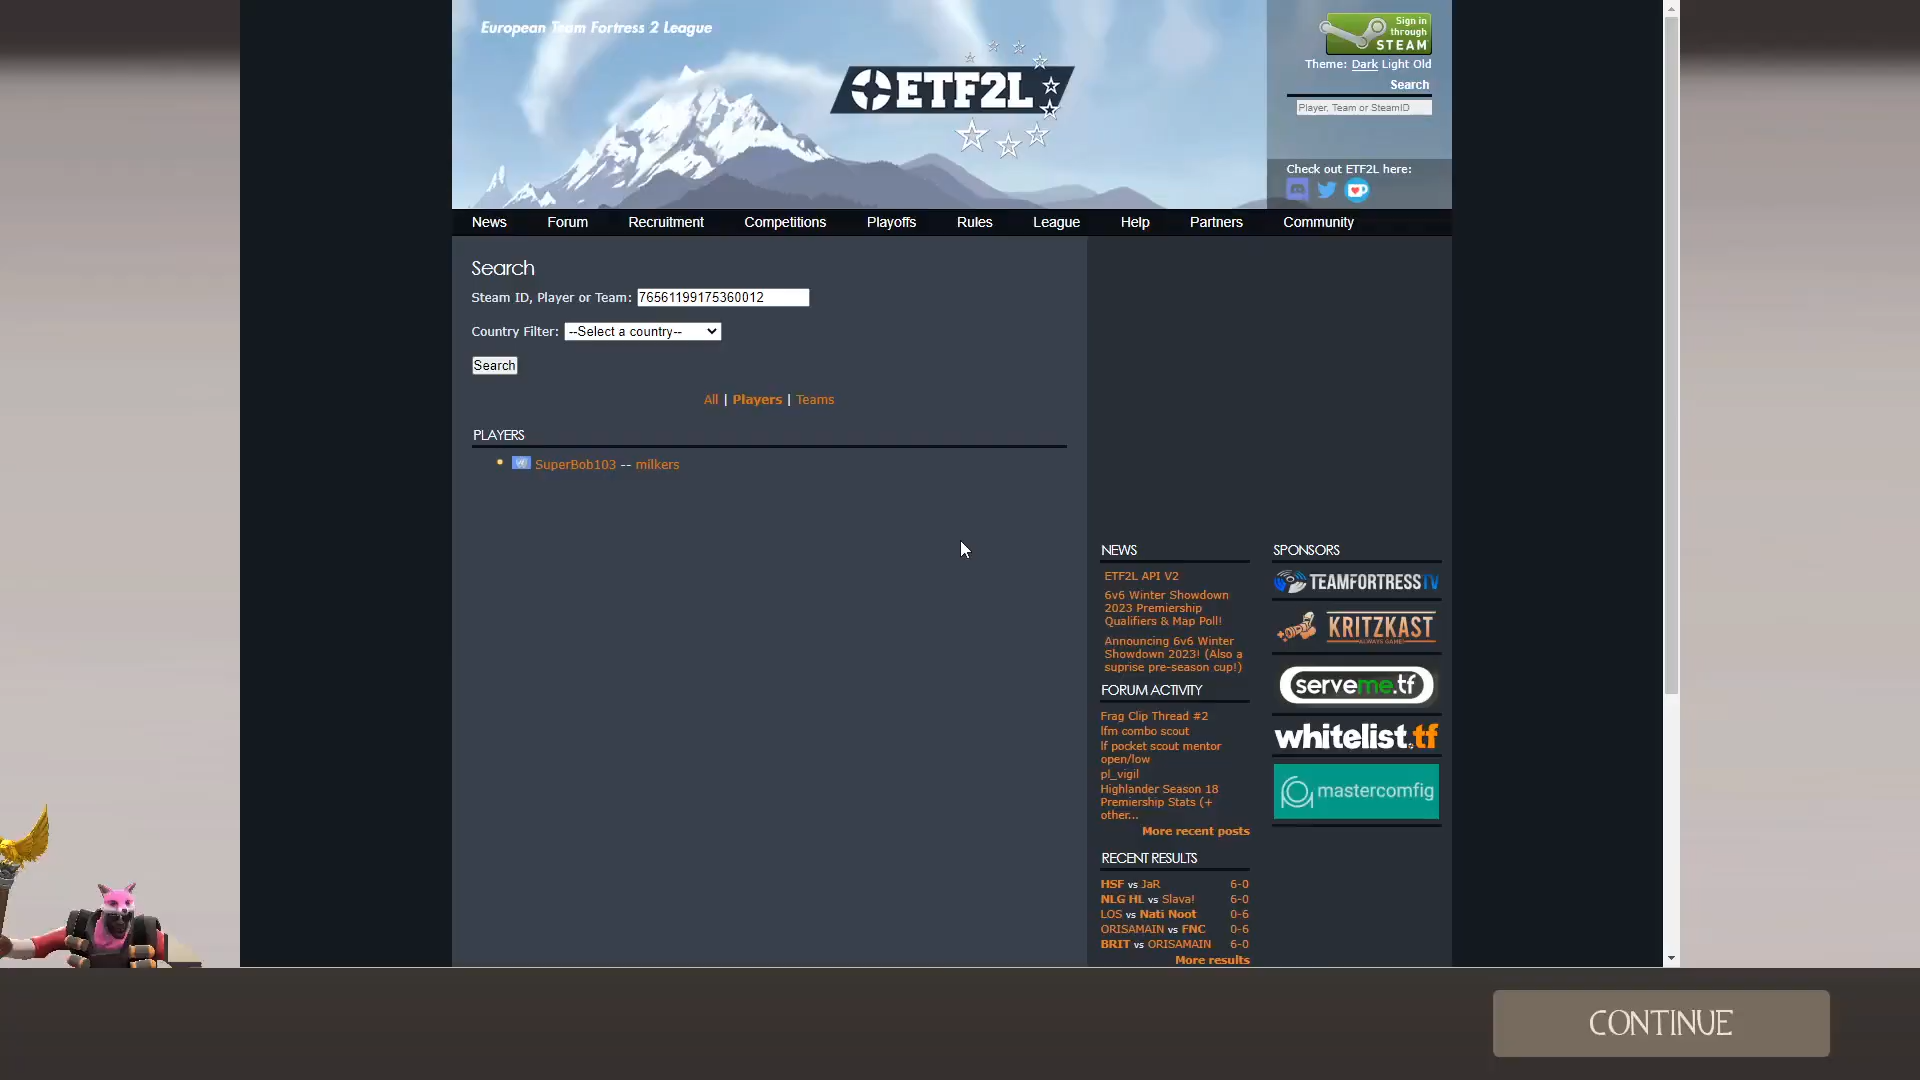 European Team Fortress 2 League
ETF2L
Sign in
through
STEAM
Theme: Dark Light Old
Search
Player, Team or SteamID
Check out ETF2L here:
News Forum Recruitment Competitions Playoffs Rules League Help Partners Community
Search
Steam ID, Player or Team: 76561199175360012
Country Filter: --Select a country--
Search
All | Players | Teams
PLAYERS
SuperBob103 -- milkers
NEWS
ETF2L API V2
6v6 Winter Showdown
2023 Premiership
Qualifiers & Map Poll!
Announcing 6v6 Winter
Showdown 2023! (Also a
suprise pre-season cup!)
FORUM ACTIVITY
Frag Clip Thread #2
lfm combo scout
lf pocket scout mentor
open/low
pl_vigil
Highlander Season 18
Premiership Stats (+
other...
More recent posts
RECENT RESULTS
HSF vs JaR 6-0
NLG HL vs Slava! 6-0
LOS vs Nati Noot 0-6
ORISAMAIN vs FNC 0-6
BRIT vs ORISAMAIN 6-0
More results
SPONSORS
TEAMFORTRESSTV
KRITZKAST
ALWAYS GAME!
serveme.tf
whitelist.tf
mastercomfig
CONTINUE